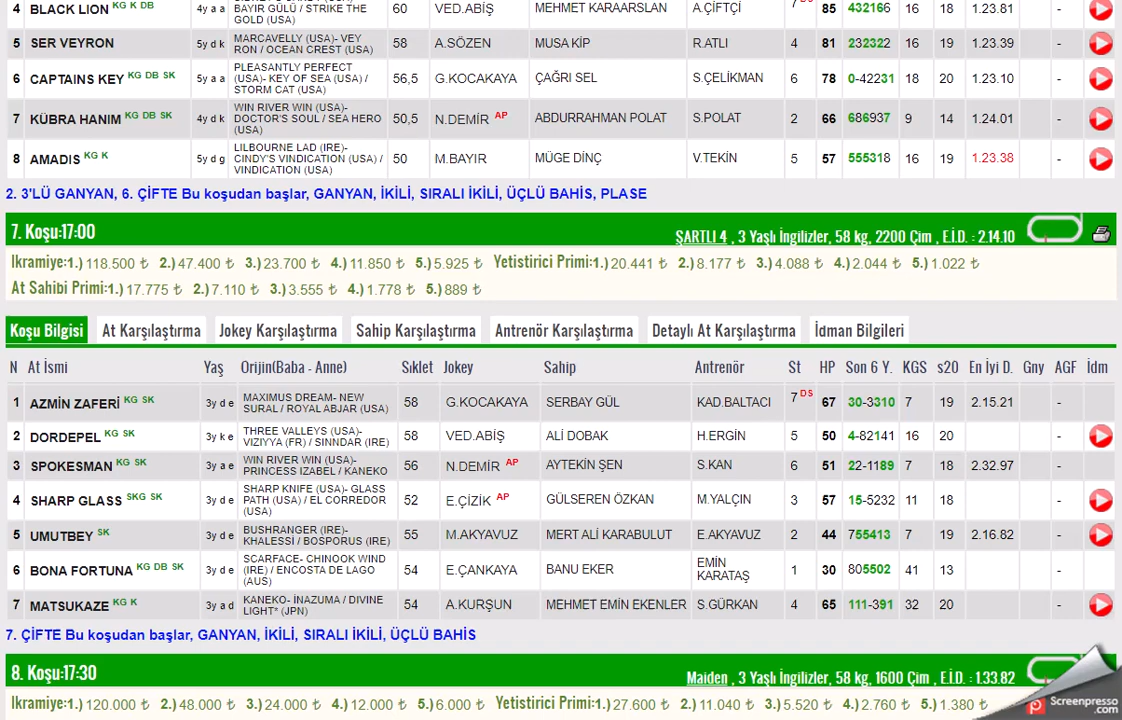 4 BLACK LION KG K DB 4y a a BAYIR GÜLÜ / STRIKE THE GOLD (USA) 60 VED.ABİŞ MEHMET KARAARSLAN A.ÇİFTÇİ 7 DS 85 432166 16 18 1.23.81 -
5 SER VEYRON 5y d k MARCAVELLY (USA)- VEY RON / OCEAN CREST (USA) 58 A.SÖZEN MUSA KİP R.ATLI 4 81 232322 16 19 1.23.39 -
6 CAPTAINS KEY KG DB SK 5y a a PLEASANTLY PERFECT (USA)- KEY OF SEA (USA) / STORM CAT (USA) 56,5 G.KOCAKAYA ÇAĞRI SEL S.ÇELİKMAN 6 78 0-42231 18 20 1.23.10 -
7 KÜBRA HANIM KG DB SK 4y d k WIN RIVER WIN (USA)- DOCTOR'S SOUL / SEA HERO (USA) 50,5 N.DEMİR AP ABDURRAHMAN POLAT S.POLAT 2 66 686937 9 14 1.24.01 -
8 AMADIS KG K 5y d g LILBOURNE LAD (IRE)- CINDY'S VINDICATION (USA) / VINDICATION (USA) 50 M.BAYIR MÜGE DİNÇ V.TEKİN 5 57 555318 16 19 1.23.38 -
2. 3'LÜ GANYAN, 6. ÇİFTE Bu koşudan başlar, GANYAN, İKİLİ, SIRALI İKİLİ, ÜÇLÜ BAHİS, PLASE
7. Koşu:17:00 ŞARTLI 4 , 3 Yaşlı İngilizler, 58 kg, 2200 Çim , E.İ.D. : 2.14.10
Ikramiye:1.) 118.500 ₺ 2.) 47.400 ₺ 3.) 23.700 ₺ 4.) 11.850 ₺ 5.) 5.925 ₺ Yetistirici Primi:1.) 20.441 ₺ 2.) 8.177 ₺ 3.) 4.088 ₺ 4.) 2.044 ₺ 5.) 1.022 ₺
At Sahibi Primi:1.) 17.775 ₺ 2.) 7.110 ₺ 3.) 3.555 ₺ 4.) 1.778 ₺ 5.) 889 ₺
Koşu Bilgisi At Karşılaştırma Jokey Karşılaştırma Sahip Karşılaştırma Antrenör Karşılaştırma Detaylı At Karşılaştırma İdman Bilgileri
N At İsmi Yaş Orijin(Baba - Anne) Sıklet Jokey Sahip Antrenör St HP Son 6 Y. KGS s20 En İyi D. Gny AGF İdm
1 AZMİN ZAFERİ KG SK 3y d e MAXIMUS DREAM- NEW SURAL / ROYAL ABJAR (USA) 58 G.KOCAKAYA SERBAY GÜL KAD.BALTACI 7 DS 67 30-3310 7 19 2.15.21 -
2 DORDEPEL KG SK 3y k e THREE VALLEYS (USA)- VIZIYYA (FR) / SINNDAR (IRE) 58 VED.ABİŞ ALİ DOBAK H.ERGİN 5 50 4-82141 16 20 -
3 SPOKESMAN KG SK 3y a e WIN RIVER WIN (USA)- PRINCESS IZABEL / KANEKO 56 N.DEMİR AP AYTEKİN ŞEN S.KAN 6 51 22-1189 7 18 2.32.97 -
4 SHARP GLASS SKG SK 3y d e SHARP KNIFE (USA)- GLASS PATH (USA) / EL CORREDOR (USA) 52 E.ÇİZİK AP GÜLSEREN ÖZKAN M.YALÇIN 3 57 15-5232 11 18 -
5 UMUTBEY SK 3y d e BUSHRANGER (IRE)- KHALESSI / BOSPORUS (IRE) 55 M.AKYAVUZ MERT ALİ KARABULUT E.AKYAVUZ 2 44 755413 7 19 2.16.82 -
6 BONA FORTUNA KG DB SK 3y d e SCARFACE- CHINOOK WIND (IRE) / ENCOSTA DE LAGO (AUS) 54 E.ÇANKAYA BANU EKER EMİN KARATAŞ 1 30 805502 41 13 -
7 MATSUKAZE KG K 3y a d KANEKO- İNAZUMA / DIVINE LIGHT* (JPN) 54 A.KURŞUN MEHMET EMİN EKENLER S.GÜRKAN 4 65 111-391 32 20 -
7. ÇİFTE Bu koşudan başlar, GANYAN, İKİLİ, SIRALI İKİLİ, ÜÇLÜ BAHİS
8. Koşu:17:30 Maiden , 3 Yaşlı İngilizler, 58 kg, 1600 Çim , E.İ.D. : 1.33.82
Ikramiye:1.) 120.000 ₺ 2.) 48.000 ₺ 3.) 24.000 ₺ 4.) 12.000 ₺ 5.) 6.000 ₺ Yetistirici Primi:1.) 27.600 ₺ 2.) 11.040 ₺ 3.) 5.520 ₺ 4.) 2.760 ₺ 5.) 1.380 ₺
Screenpresso.com